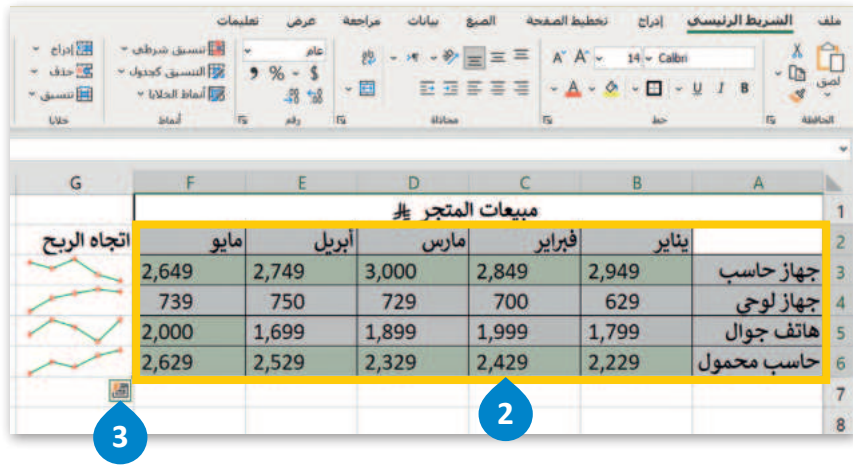 ملف الشريط الرئيسي إدراج تخطيط الصفحة الصيغ بيانات مراجعة عرض تعليمات
لصق Calibri 14 A A عام تنسيق شرطي إدراج
B I U A $ % , التنسيق كجدول حذف
أنماط الخلايا تنسيق
الحافظة خط محاذاة رقم أنماط خلايا
A B C D E F G
1 مبيعات المتجر
2 يناير فبراير مارس أبريل مايو اتجاه الربح
3 جهاز حاسب 2,949 2,849 3,000 2,749 2,649
4 جهاز لوحي 629 700 729 750 739
5 هاتف جوال 1,799 1,999 1,899 1,699 2,000
6 حاسب محمول 2,229 2,429 2,329 2,529 2,629
7
8
2
3